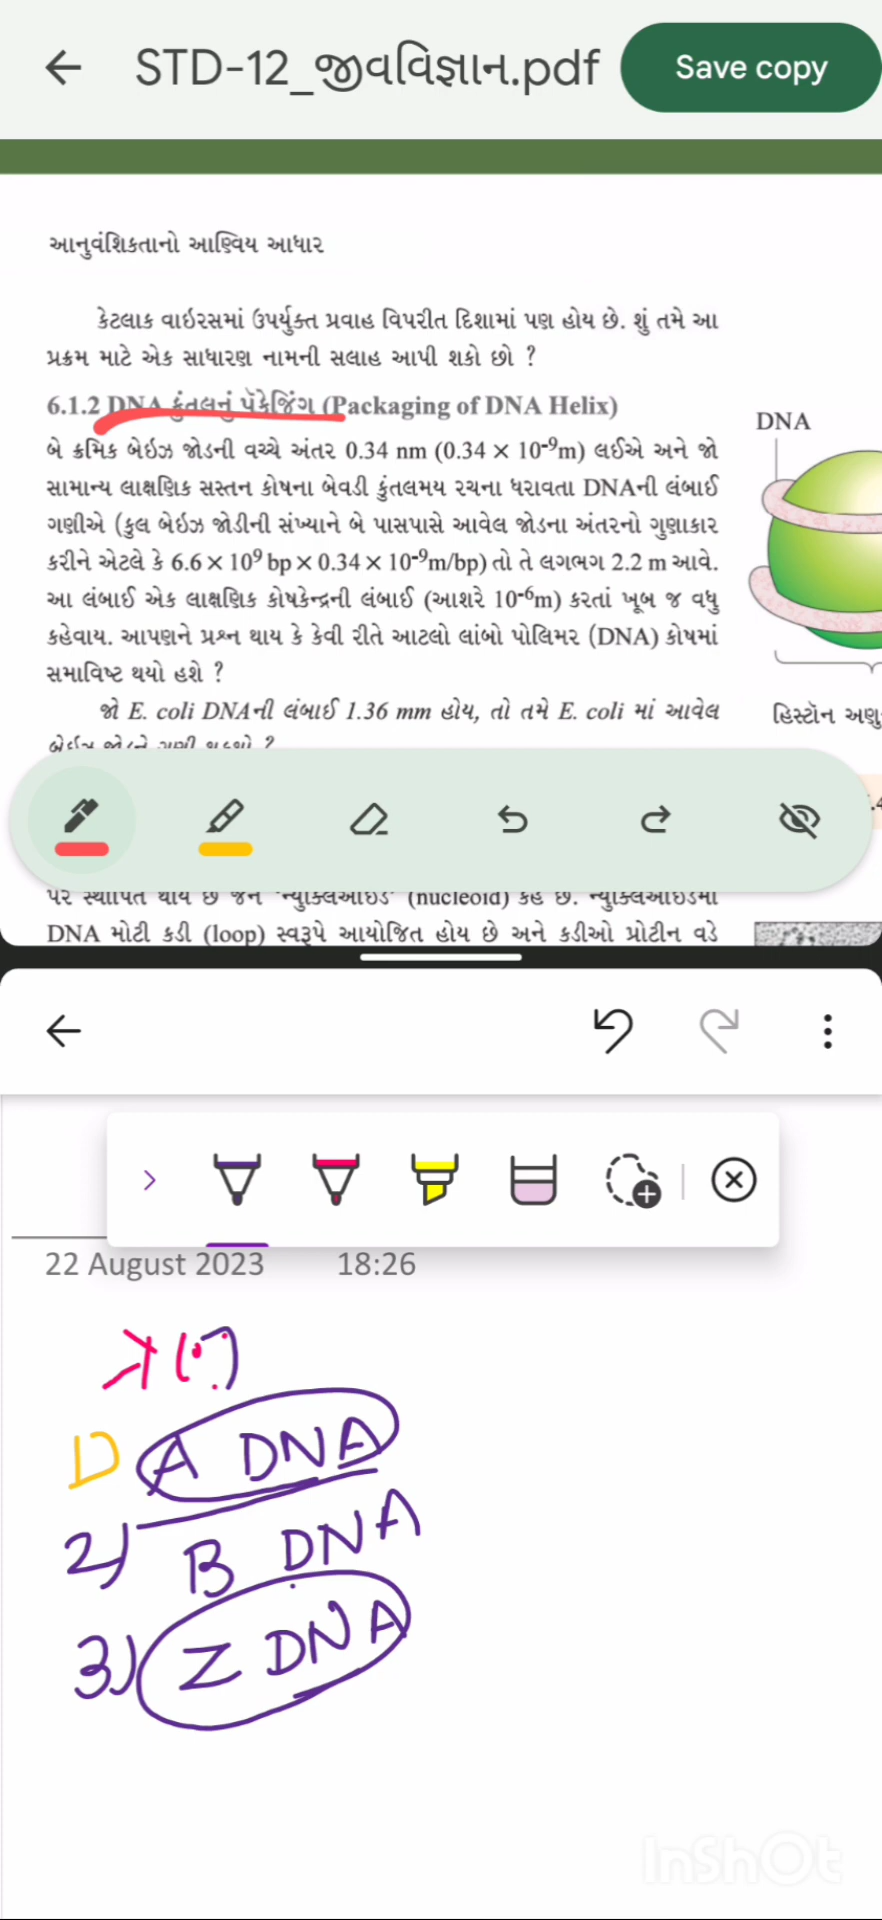 STD-12_જીવવિજ્ઞાન.pdf
Save copy
આનુવંશિકતાનો આણ્વિય આધાર
કેટલાક વાઇરસમાં ઉપર્યુક્ત પ્રવાહ વિપરીત દિશામાં પણ હોય છે. શું તમે આ
પ્રક્રમ માટે એક સાધારણ નામની સલાહ આપી શકો છો ?
6.1.2 DNA કુંતલનું પૅકેજિંગ (Packaging of DNA Helix)
બે ક્રમિક બેઇઝ જોડની વચ્ચે અંતર 0.34 nm (0.34 × 10⁻⁹m) લઈએ અને જો
સામાન્ય લાક્ષણિક સસ્તન કોષના બેવડી કુંતલમય રચના ધરાવતા DNAની લંબાઈ
ગણીએ (કુલ બેઇઝ જોડીની સંખ્યાને બે પાસપાસે આવેલ જોડના અંતરનો ગુણાકાર
કરીને એટલે કે 6.6 × 10⁹ bp × 0.34 × 10⁻⁹m/bp) તો તે લગભગ 2.2 m આવે.
આ લંબાઈ એક લાક્ષણિક કોષકેન્દ્રની લંબાઈ (આશરે 10⁻⁶m) કરતાં ખૂબ જ વધુ
કહેવાય. આપણને પ્રશ્ન થાય કે કેવી રીતે આટલો લાંબો પોલિમર (DNA) કોષમાં
સમાવિષ્ટ થયો હશે ?
જો E. coli DNAની લંબાઈ 1.36 mm હોય, તો તમે E. coli માં આવેલ
DNA
હિસ્ટૉન અણુ
પર સ્થાપિત થાય છે જેને 'ન્યુક્લિઓઇડ' (nucleoid) કહે છે. ન્યુક્લિઓઇડમાં
DNA મોટી કડી (loop) સ્વરૂપે આયોજિત હોય છે અને કડીઓ પ્રોટીન વડે
22 August 2023 18:26
A DNA
2) B DNA
3) Z DNA
InShOt